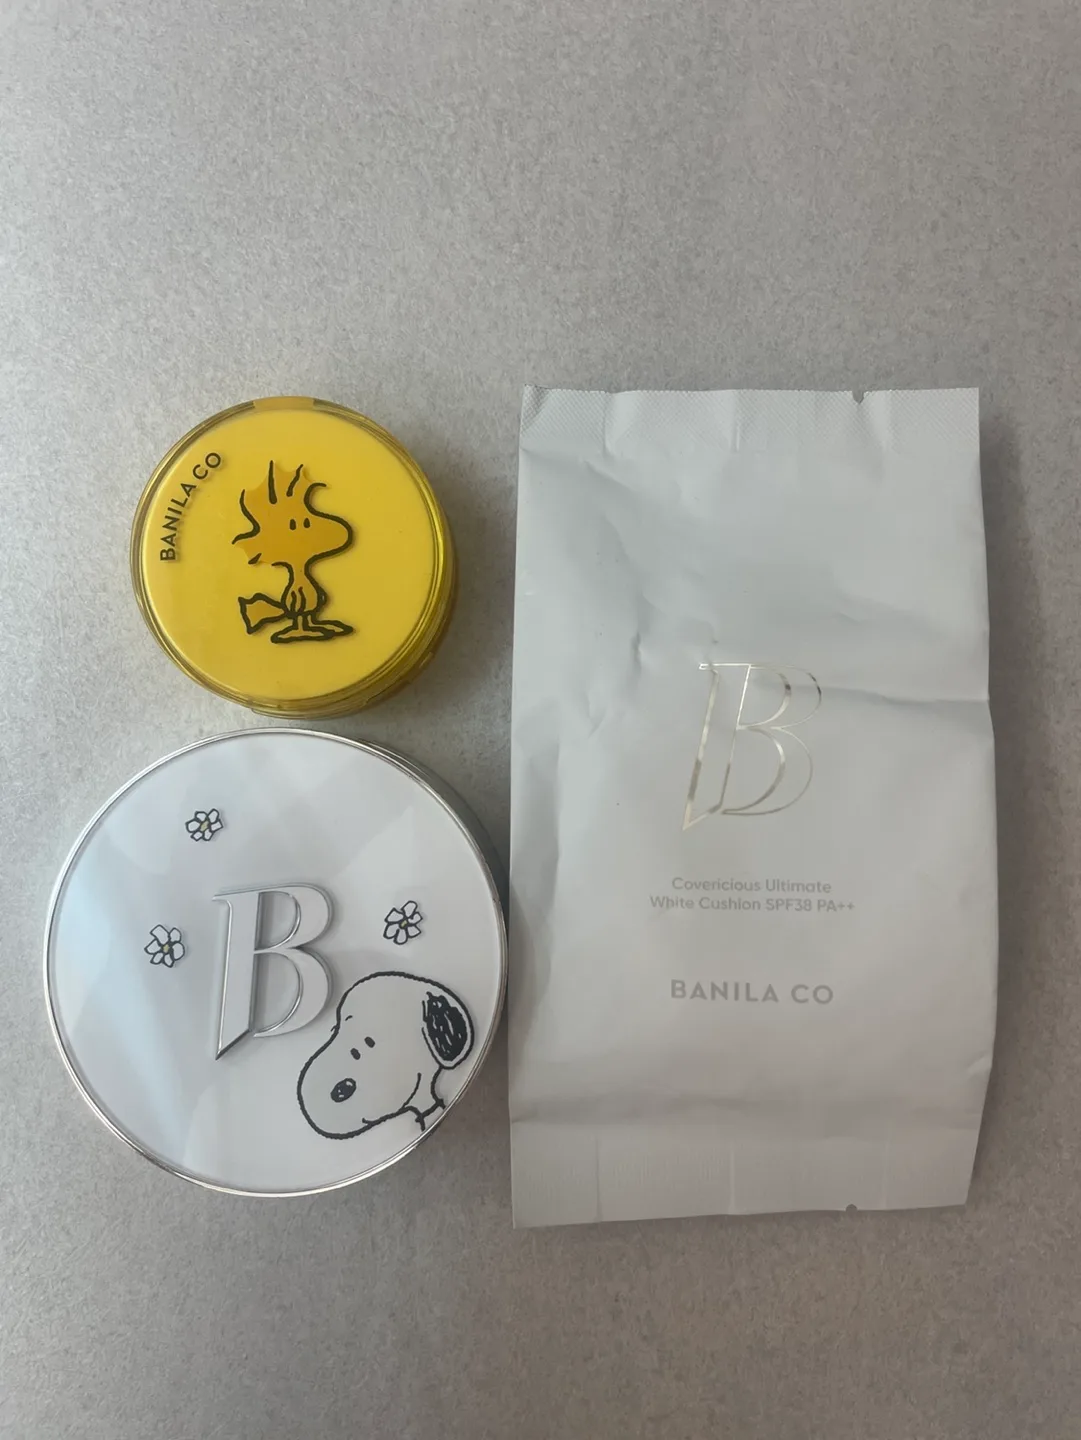 BANILA CO
B
B
Covericious Ultimate
White Cushion SPF38 PA++
BANILA CO